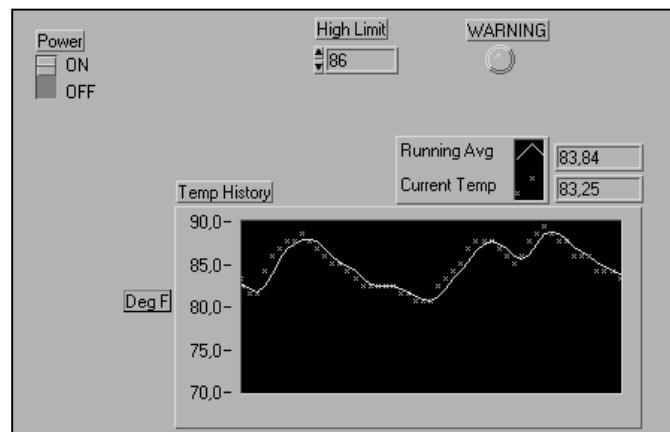 Power
ON
OFF
High Limit
86
WARNING
Running Avg
83,84
Current Temp
83,25
Temp History
90,0-
85,0-
80,0-
75,0-
70,0-
Deg F